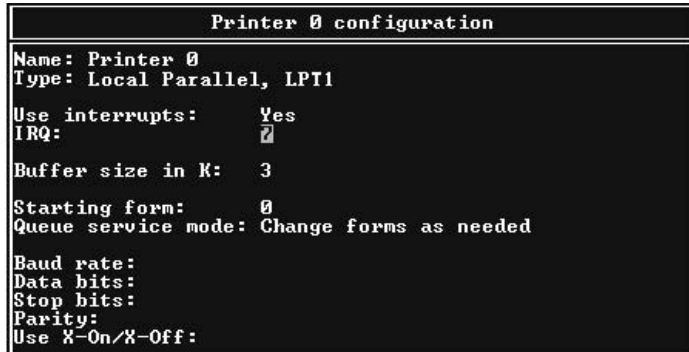 Printer 0 configuration
Name: Printer 0
Type: Local Parallel, LPT1
Use interrupts: Yes
IRQ: 7
Buffer size in K: 3
Starting form: 0
Queue service mode: Change forms as needed
Baud rate:
Data bits:
Stop bits:
Parity:
Use X-On/X-Off: